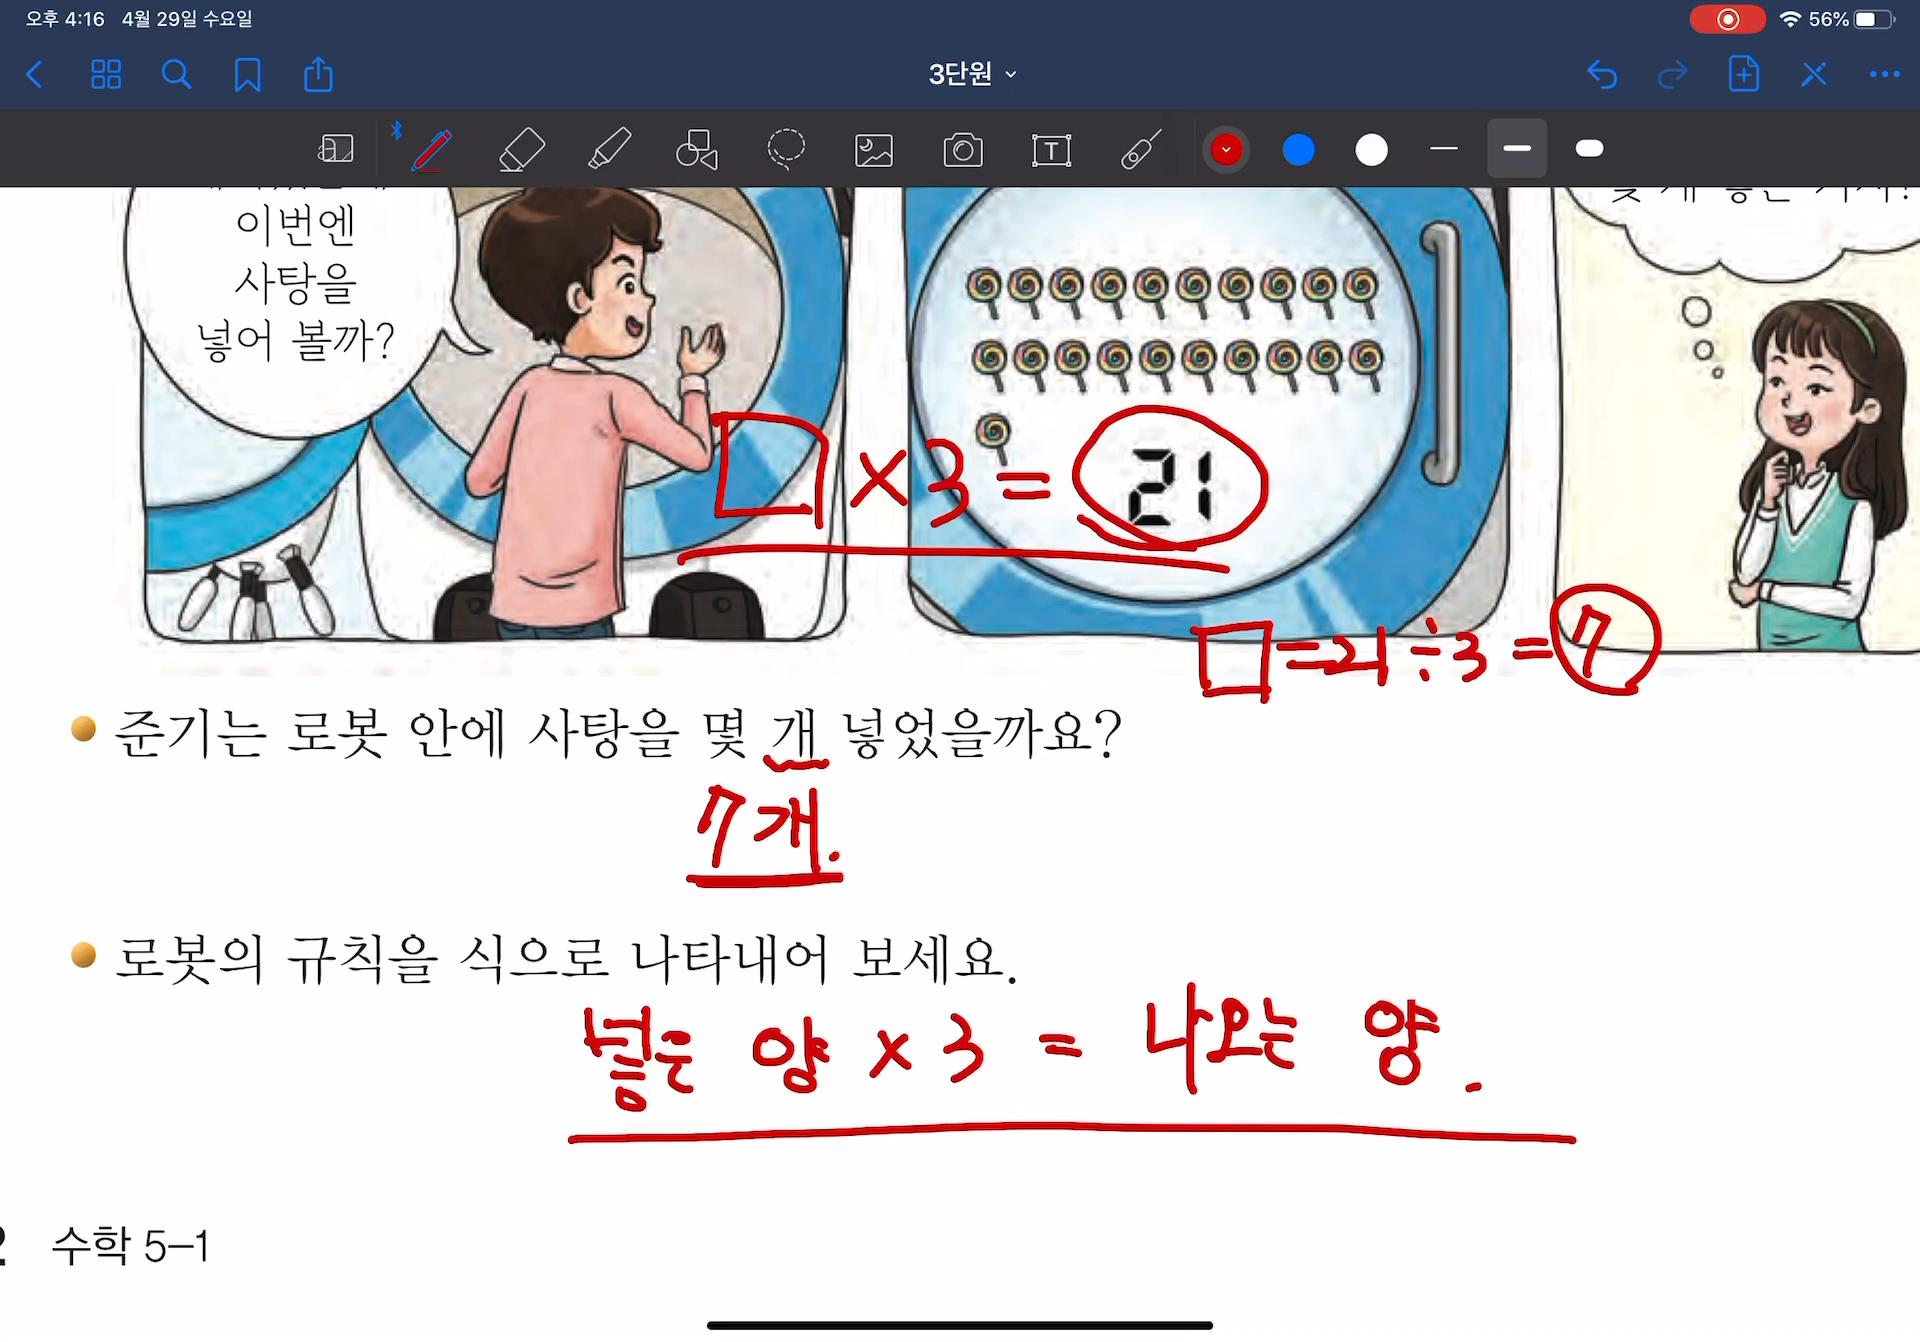 오후 4:16 4월 29일 수요일
56%
3단원
이번엔
사탕을
넣어 볼까?
□ × 3 = 21
□ = 21 ÷ 3 = 7
준기는 로봇 안에 사탕을 몇 개 넣었을까요?
7개.
로봇의 규칙을 식으로 나타내어 보세요.
넣은 양 × 3 = 나오는 양.
수학 5–1